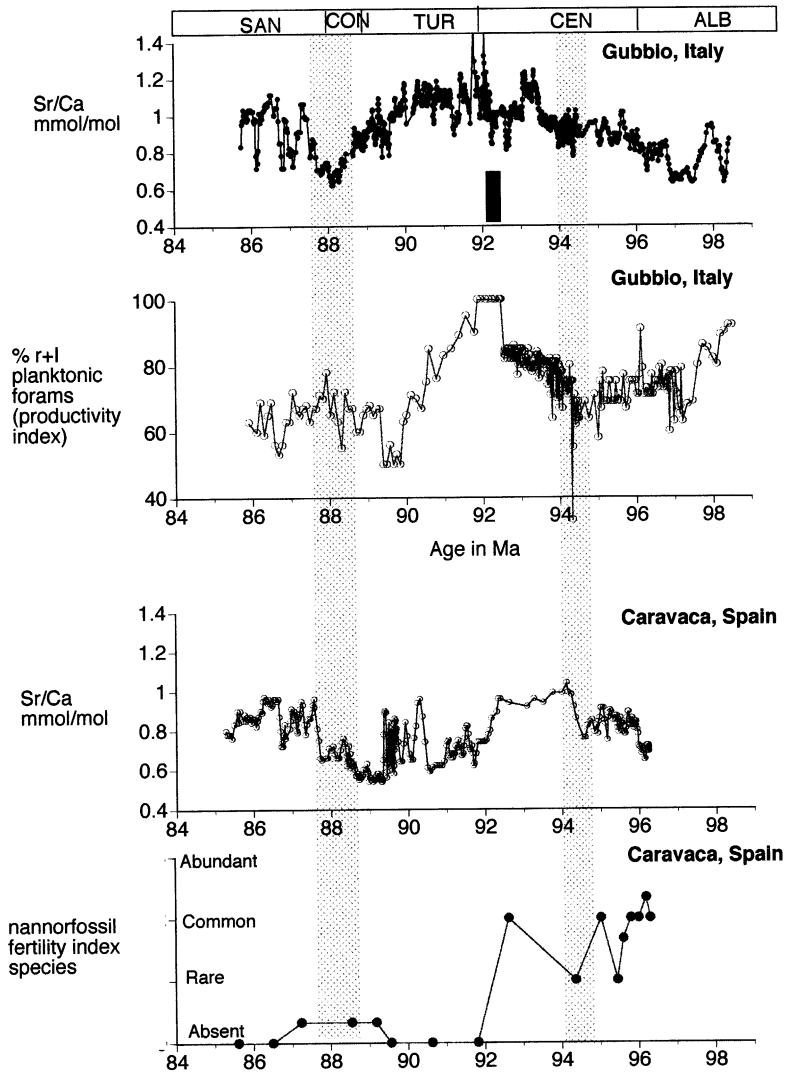 SAN CON TUR CEN ALB
Gubbio, Italy
1.4
1.2
1
0.8
0.6
0.4
Sr/Ca
mmol/mol
84 86 88 90 92 94 96 98
Gubbio, Italy
100
80
60
40
% r+I
planktonic
forams
(productivity
index)
84 86 88 90 92 94 96 98
Age in Ma
Caravaca, Spain
1.4
1.2
1
0.8
0.6
0.4
Sr/Ca
mmol/mol
84 86 88 90 92 94 96 98
Caravaca, Spain
Abundant
Common
Rare
Absent
nannorfossil
fertility index
species
84 86 88 90 92 94 96 98